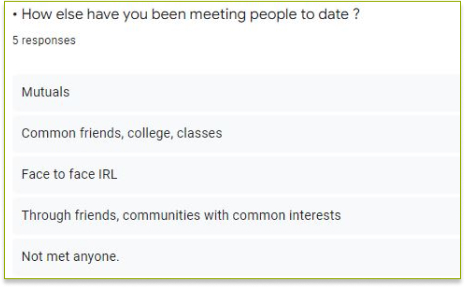 • How else have you been meeting people to date ?
5 responses
Mutuals
Common friends, college, classes
Face to face IRL
Through friends, communities with common interests
Not met anyone.